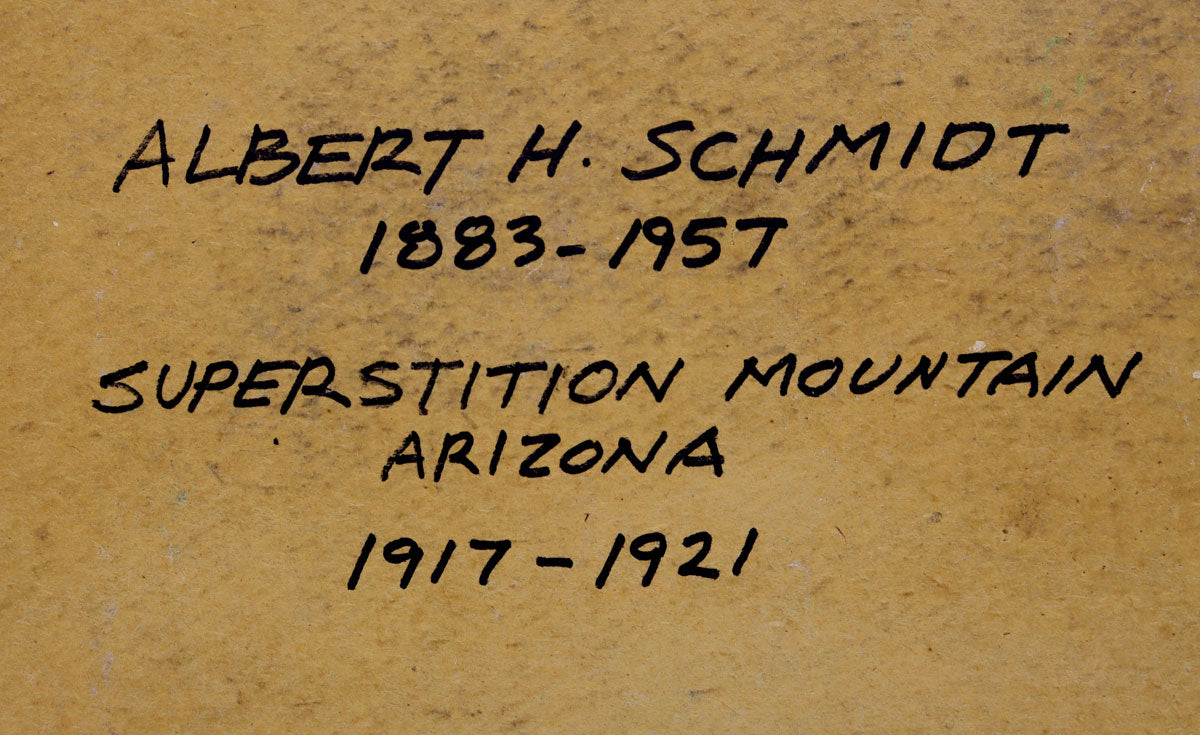 ALBERT H. SCHMIDT
1883-1957
SUPERSTITION MOUNTAIN
ARIZONA
1917-1921